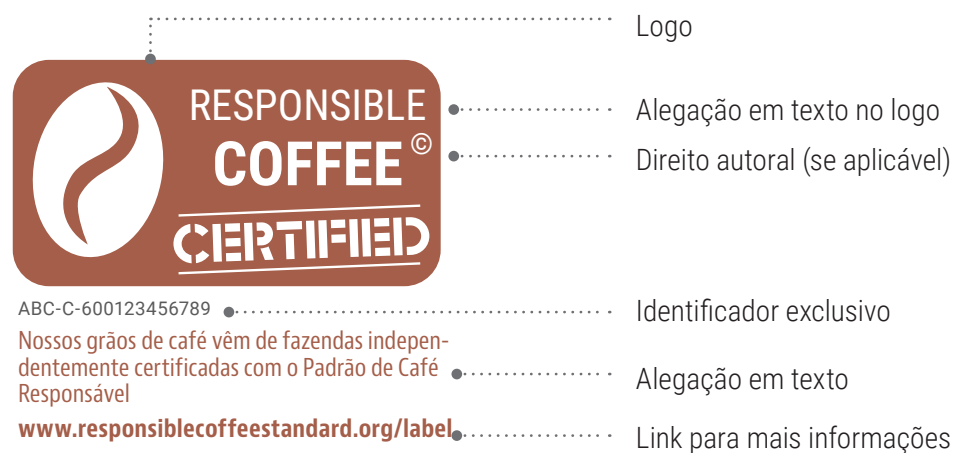 Logo
RESPONSIBLE
COFFEE ©
CERTIFIED
Alegação em texto no logo
Direito autoral (se aplicável)
ABC-C-600123456789
Identificador exclusivo
Nossos grãos de café vêm de fazendas indepen-
dentemente certificadas com o Padrão de Café
Responsável
Alegação em texto
www.responsiblecoffeestandard.org/label
Link para mais informações